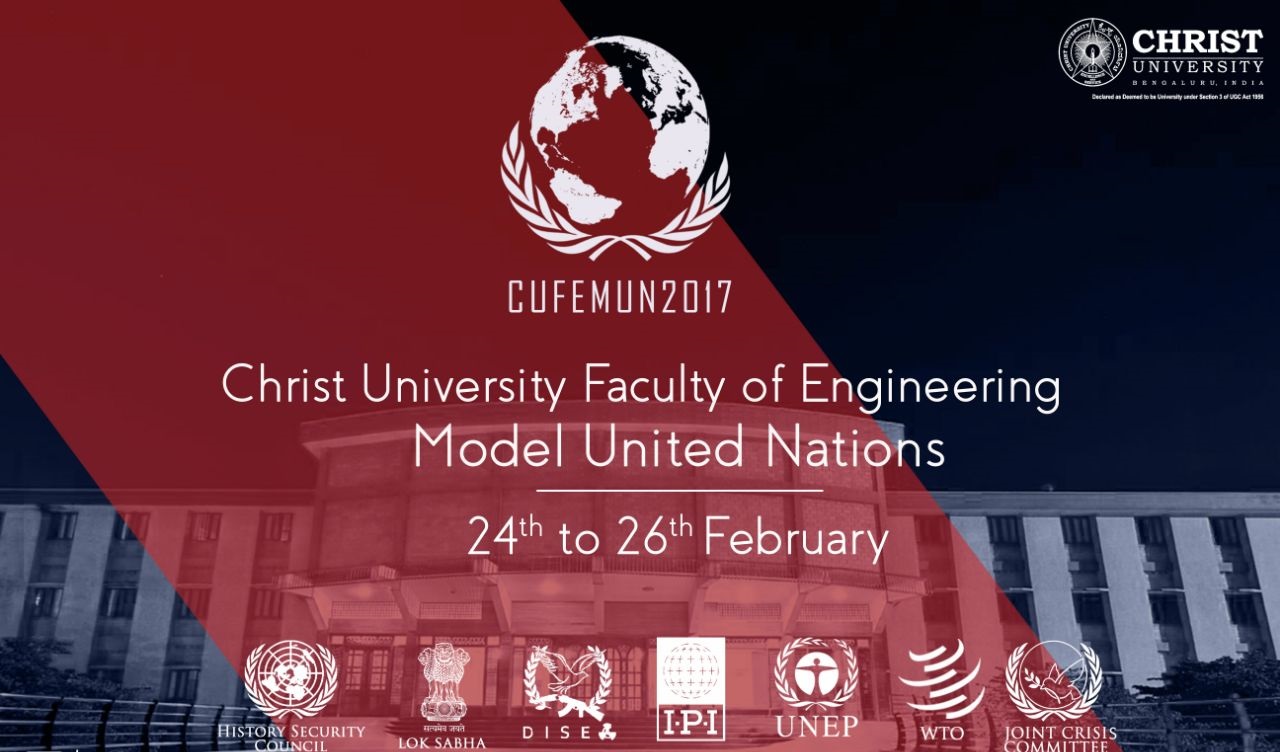 CHRIST
UNIVERSITY
BENGALURU, INDIA
Declared as Deemed to be University under Section 3 of UGC Act 1956
CUFEMUN2017
Christ University Faculty of Engineering
Model United Nations
24th to 26th February
HISTORY SECURITY
COUNCIL
सत्यमेव जयते
LOK SABHA
DISE
I·P·I
UNEP
WTO
JOINT CRISIS
COMMITTEE